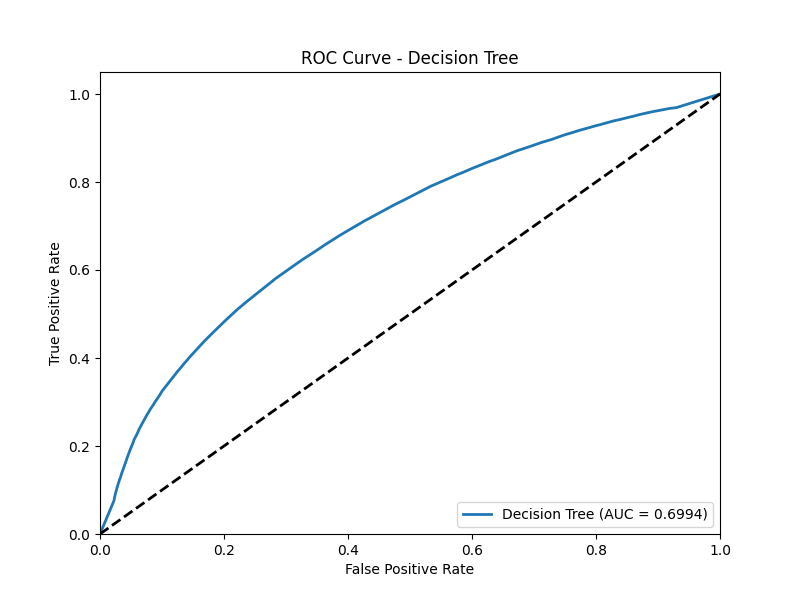 ROC Curve - Decision Tree
True Positive Rate
1.0
0.8
0.6
0.4
0.2
0.0
Decision Tree (AUC = 0.6994)
0.0 0.2 0.4 0.6 0.8 1.0
False Positive Rate